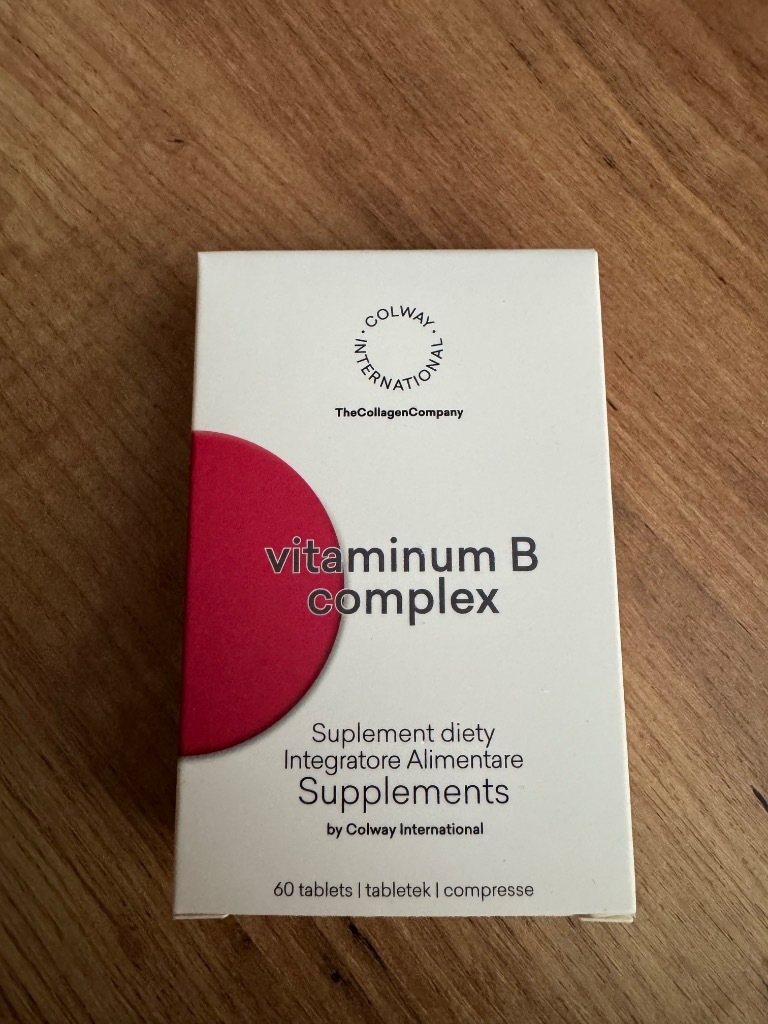 · COLWAY ·
INTERNATIONAL
TheCollagenCompany
vitaminum B
complex
Suplement diety
Integratore Alimentare
Supplements
by Colway International
60 tablets | tabletek | compresse